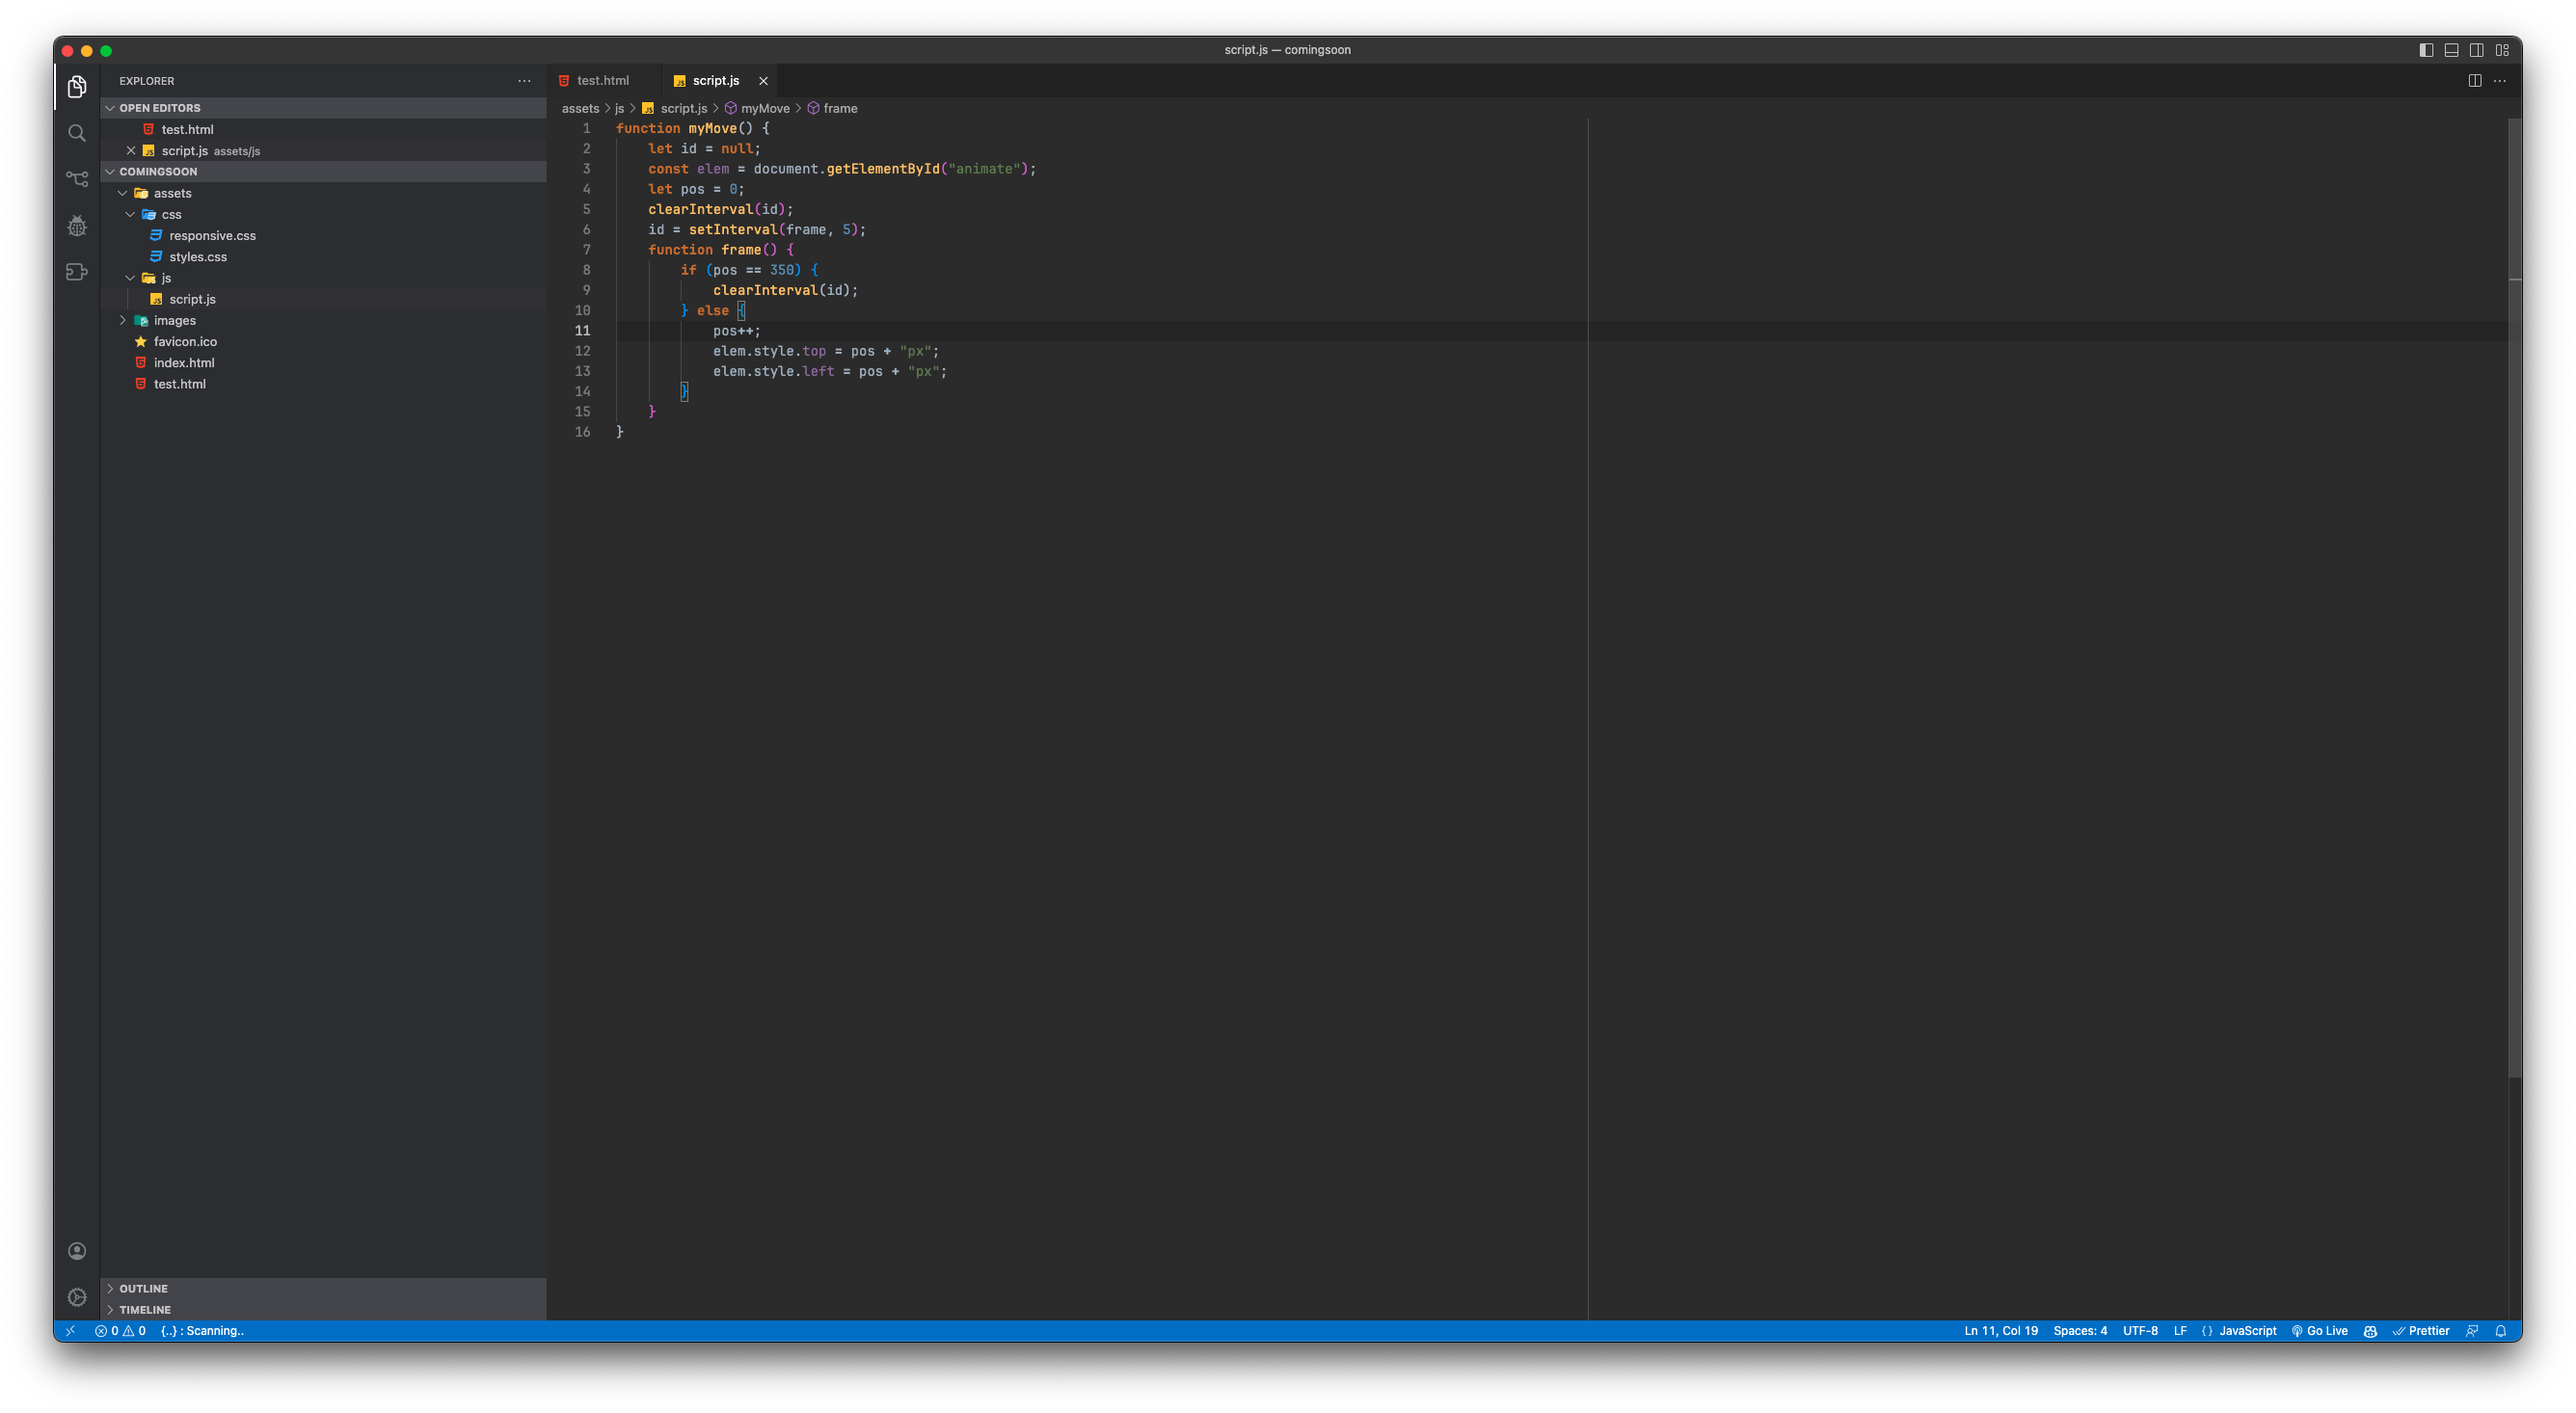 script.js — comingsoon
EXPLORER
OPEN EDITORS
test.html
script.js assets/js
COMINGSOON
assets
css
responsive.css
styles.css
js
script.js
images
favicon.ico
index.html
test.html
OUTLINE
TIMELINE
test.html script.js
assets > js > script.js > myMove > frame
1 function myMove() {
2 let id = null;
3 const elem = document.getElementById("animate");
4 let pos = 0;
5 clearInterval(id);
6 id = setInterval(frame, 5);
7 function frame() {
8 if (pos == 350) {
9 clearInterval(id);
10 } else {
11 pos++;
12 elem.style.top = pos + "px";
13 elem.style.left = pos + "px";
14 }
15 }
16 }
0 0 {..} : Scanning.. Ln 11, Col 19 Spaces: 4 UTF-8 LF {} JavaScript Go Live Prettier